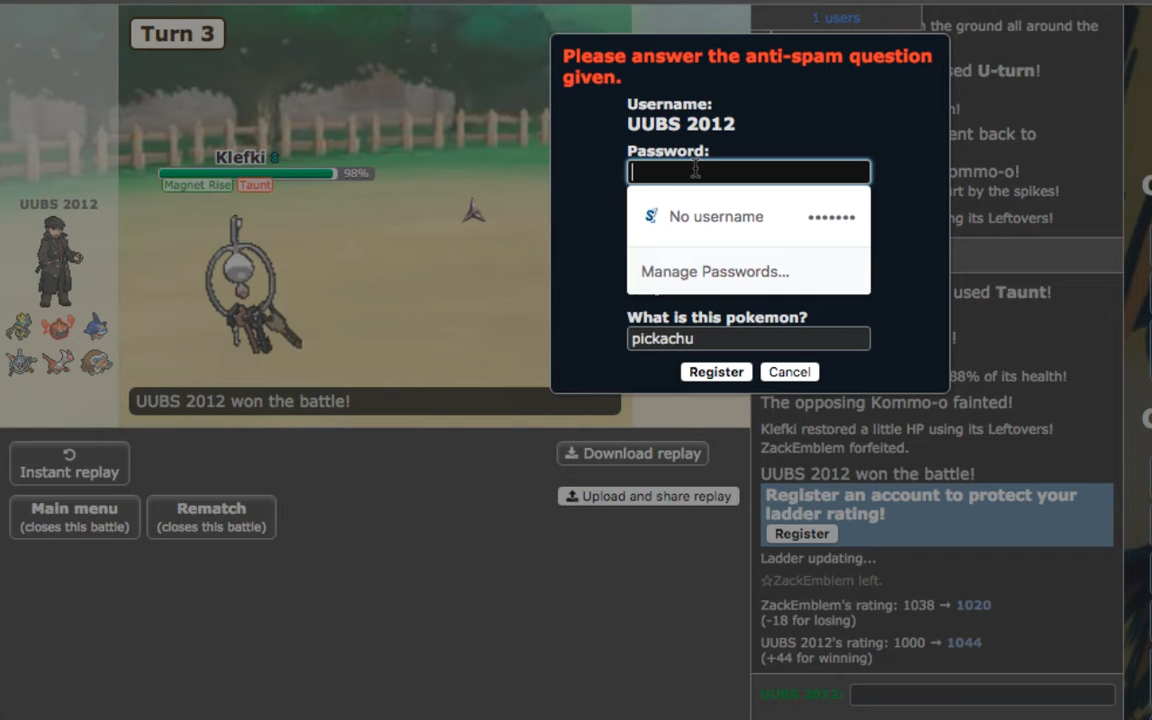 Turn 3
Klefki
98%
Magnet Rise Taunt
UUBS 2012
UUBS 2012 won the battle!
Instant replay
Download replay
Upload and share replay
Main menu
(closes this battle)
Rematch
(closes this battle)
1 users
Please answer the anti-spam question
given.
Username:
UUBS 2012
Password:
No username •••••••
Manage Passwords...
What is this pokemon?
pickachu
Register Cancel
the ground all around the
U-turn!
ent back to
ommo-o!
by the spikes!
ng its Leftovers!
used Taunt!
88% of its health!
The opposing Kommo-o fainted!
Klefki restored a little HP using its Leftovers!
ZackEmblem forfeited.
UUBS 2012 won the battle!
Register an account to protect your
ladder rating!
Register
Ladder updating...
☆ZackEmblem left.
ZackEmblem's rating: 1038 → 1020
(-18 for losing)
UUBS 2012's rating: 1000 → 1044
(+44 for winning)
UUBS 2012: